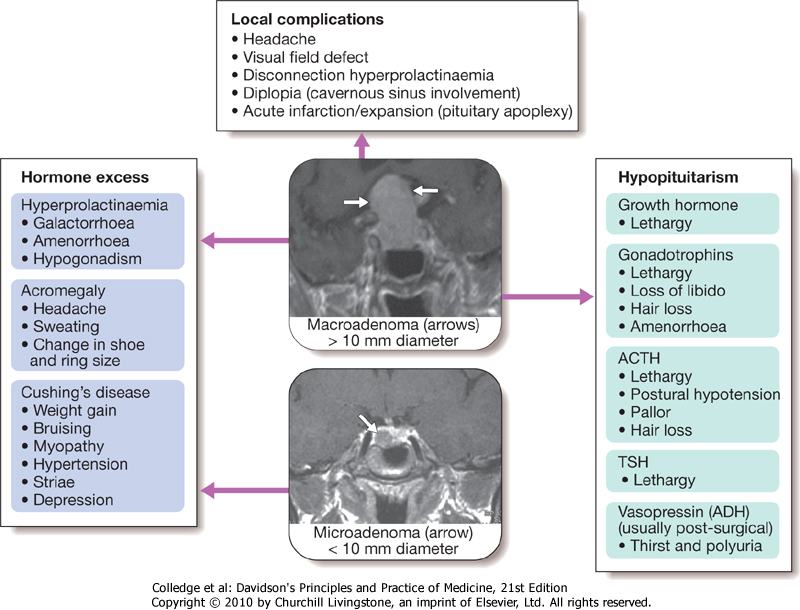 Local complications
• Headache
• Visual field defect
• Disconnection hyperprolactinaemia
• Diplopia (cavernous sinus involvement)
• Acute infarction/expansion (pituitary apoplexy)
Hormone excess
Hyperprolactinaemia
• Galactorrhoea
• Amenorrhoea
• Hypogonadism
Acromegaly
• Headache
• Sweating
• Change in shoe
and ring size
Cushing's disease
• Weight gain
• Bruising
• Myopathy
• Hypertension
• Striae
• Depression
Macroadenoma (arrows)
> 10 mm diameter
Microadenoma (arrow)
< 10 mm diameter
Hypopituitarism
Growth hormone
• Lethargy
Gonadotrophins
• Lethargy
• Loss of libido
• Hair loss
• Amenorrhoea
ACTH
• Lethargy
• Postural hypotension
• Pallor
• Hair loss
TSH
• Lethargy
Vasopressin (ADH)
(usually post-surgical)
• Thirst and polyuria
Colledge et al: Davidson's Principles and Practice of Medicine, 21st Edition
Copyright © 2010 by Churchill Livingstone, an imprint of Elsevier, Ltd. All rights reserved.